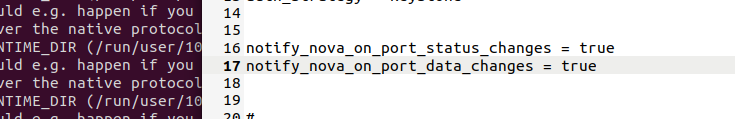 uld e.g. happen if you
ver the native protocol
NTIME_DIR (/run/user/10
uld e.g. happen if you
ver the native protocol
NTIME_DIR (/run/user/10
uld e.g. happen if you
14
15
16 notify_nova_on_port_status_changes = true
17 notify_nova_on_port_data_changes = true
18
19
20 #